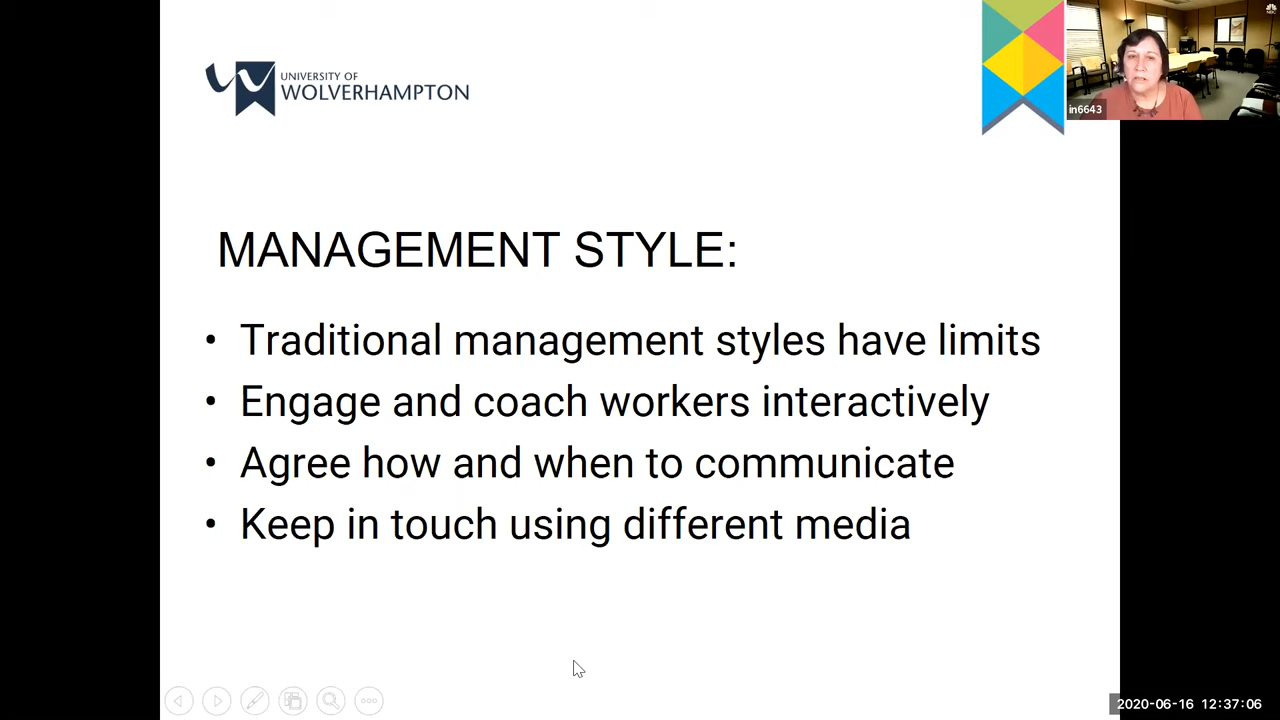 UNIVERSITY OF
WOLVERHAMPTON
in6643
MANAGEMENT STYLE:
• Traditional management styles have limits
• Engage and coach workers interactively
• Agree how and when to communicate
• Keep in touch using different media
2020-06-16 12:37:06